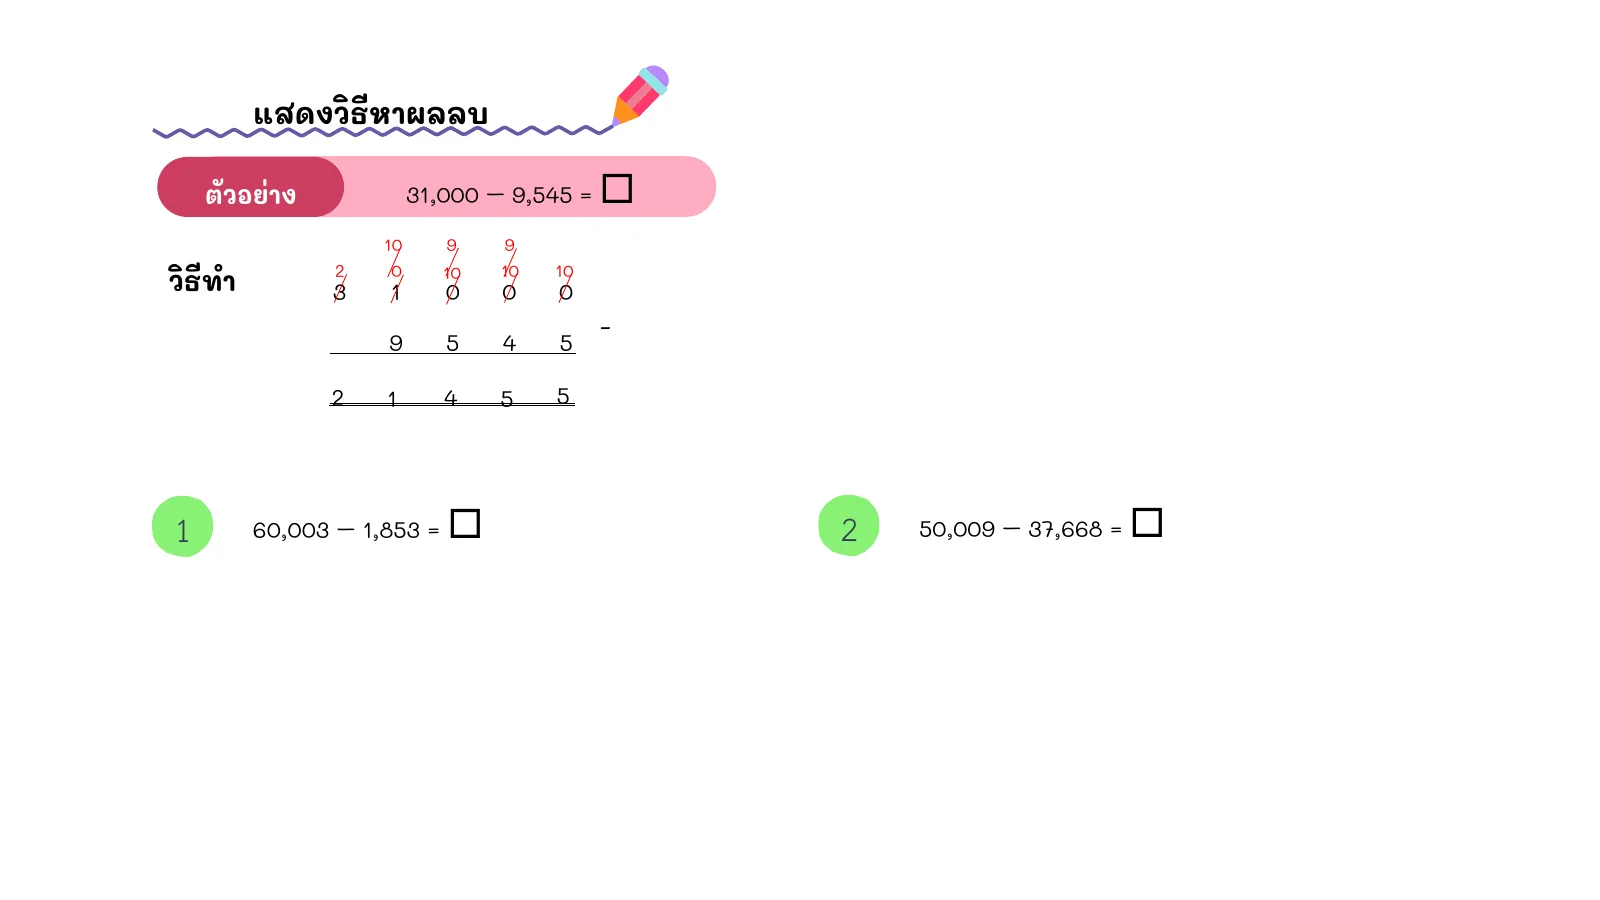 แสดงวิธีหาผลลบ
ตัวอย่าง 31,000 – 9,545 = □
วิธีทำ
10 9 9
2 0 10 10 10
3 1 0 0 0
-
9 5 4 5
2 1 4 5 5
1 60,003 – 1,853 = □
2 50,009 – 37,668 = □